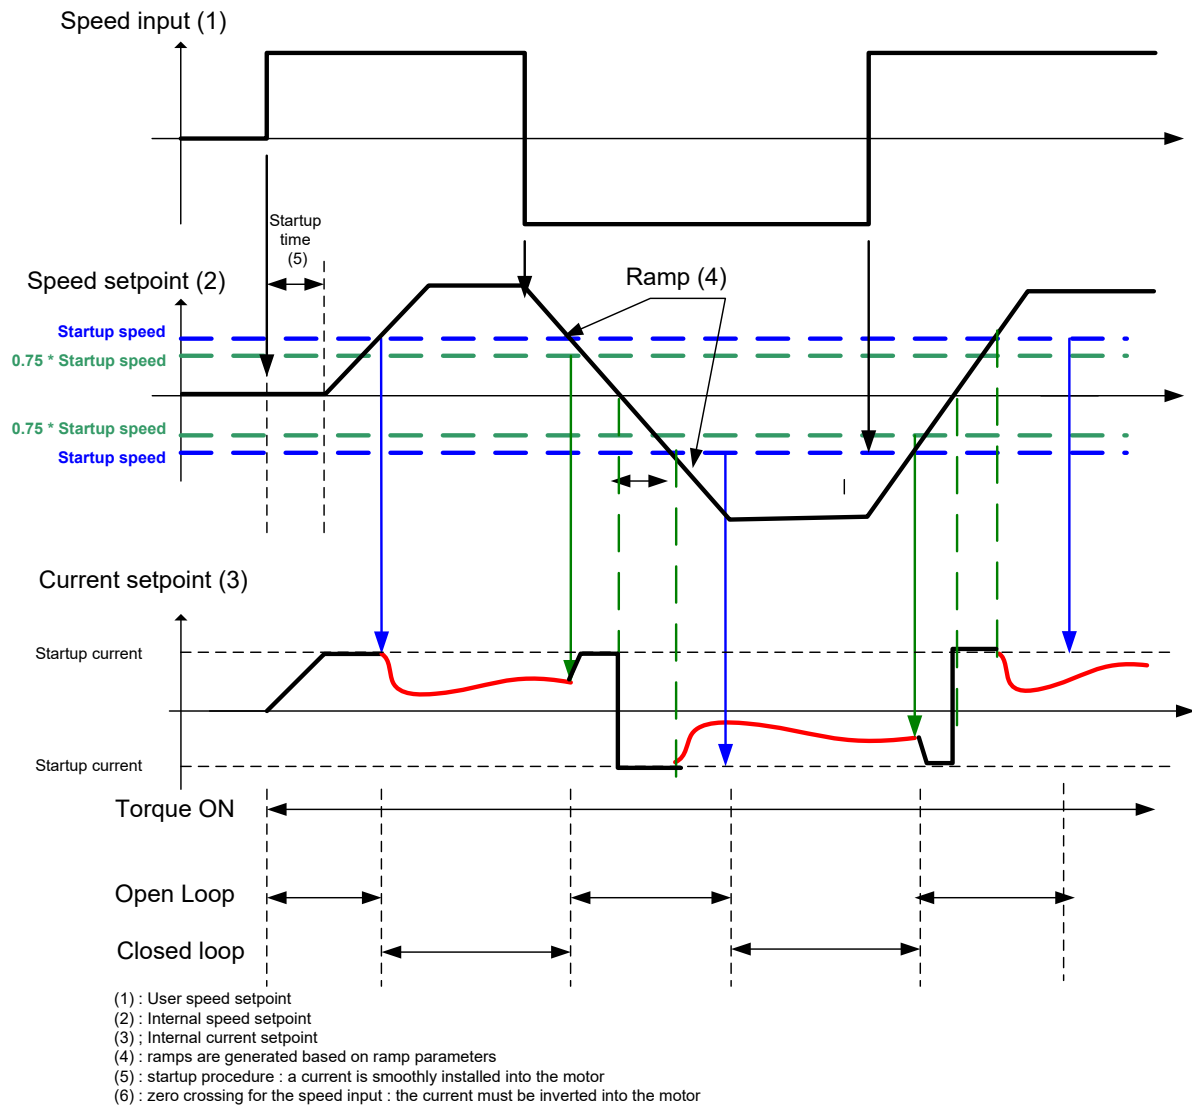 Speed input (1)
Startup
time
(5)
Speed setpoint (2)
Ramp (4)
Startup speed
0.75 * Startup speed
0.75 * Startup speed
Startup speed
Current setpoint (3)
Startup current
Startup current
Torque ON
Open Loop
Closed loop
(1) : User speed setpoint
(2) : Internal speed setpoint
(3) ; Internal current setpoint
(4) : ramps are generated based on ramp parameters
(5) : startup procedure : a current is smoothly installed into the motor
(6) : zero crossing for the speed input : the current must be inverted into the motor